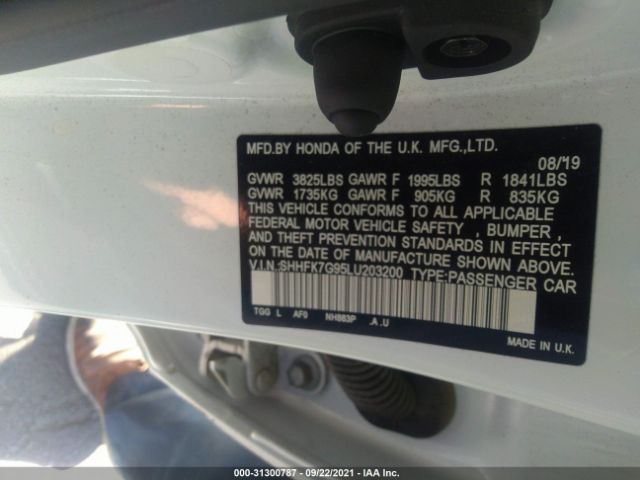 MFD.BY HONDA OF THE U.K. MFG.,LTD.
08/'19
GVWR 3825LBS GAWR F 1995LBS R 1841LBS
GVWR 1735KG GAWR F 905KG R 835KG
THIS VEHICLE CONFORMS TO ALL APPLICABLE
FEDERAL MOTOR VEHICLE SAFETY , BUMPER ,
AND THEFT PREVENTION STANDARDS IN EFFECT
ON THE DATE OF MANUFACTURE SHOWN ABOVE.
V.I.N.:SHHFK7G95LU203200 TYPE:PASSENGER CAR
TGG L AF0 NH883P .A .U
MADE IN U.K.
000-31300787 - 09/22/2021 - IAA Inc.